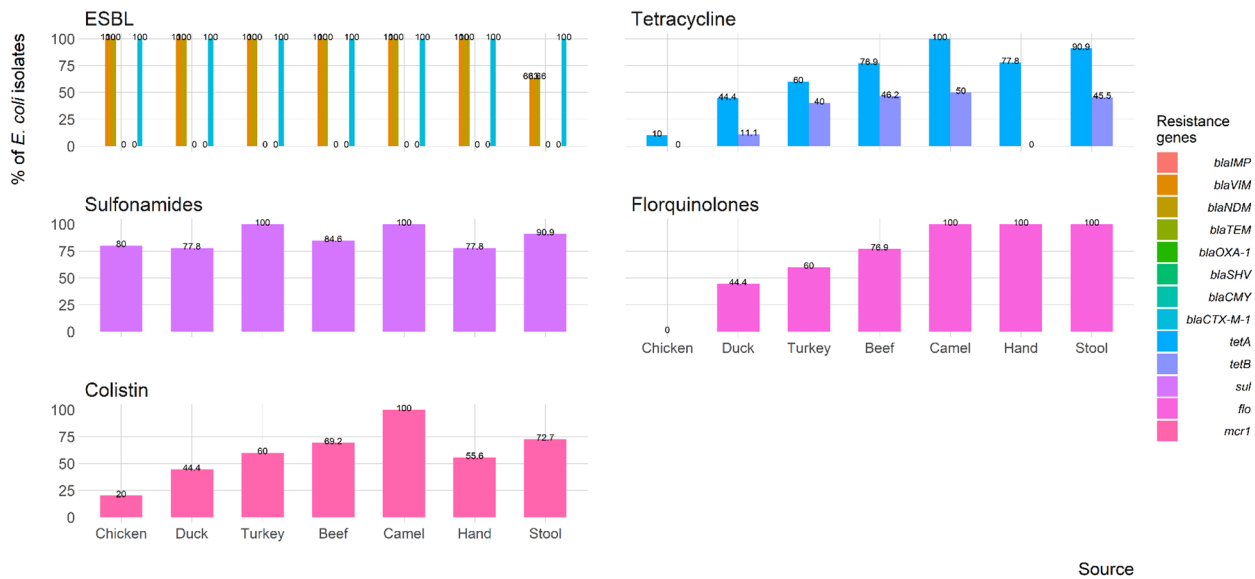 ESBL
Tetracycline
% of E. coli isolates
100
75
50
25
0
100 0 0 100
100 0 0 100
100 0 0 100
100 0 0 100
100 0 0 100
100 0 0 100
0 0 100
10 0
44.4 11.1
60 40
76.9 46.2
100 50
77.8 0
90.9 45.5
Sulfonamides
100
75
50
25
0
80 77.8 100 84.6 100 77.8 90.9
Florquinolones
0 44.4 60 76.9 100 100 100
Chicken Duck Turkey Beef Camel Hand Stool
Colistin
100
75
50
25
0
20 44.4 60 69.2 100 55.6 72.7
Chicken Duck Turkey Beef Camel Hand Stool
Source
Resistance
genes
blaIMP
blaVIM
blaNDM
blaTEM
blaOXA-1
blaSHV
blaCMY
blaCTX-M-1
tetA
tetB
sul
flo
mcr1